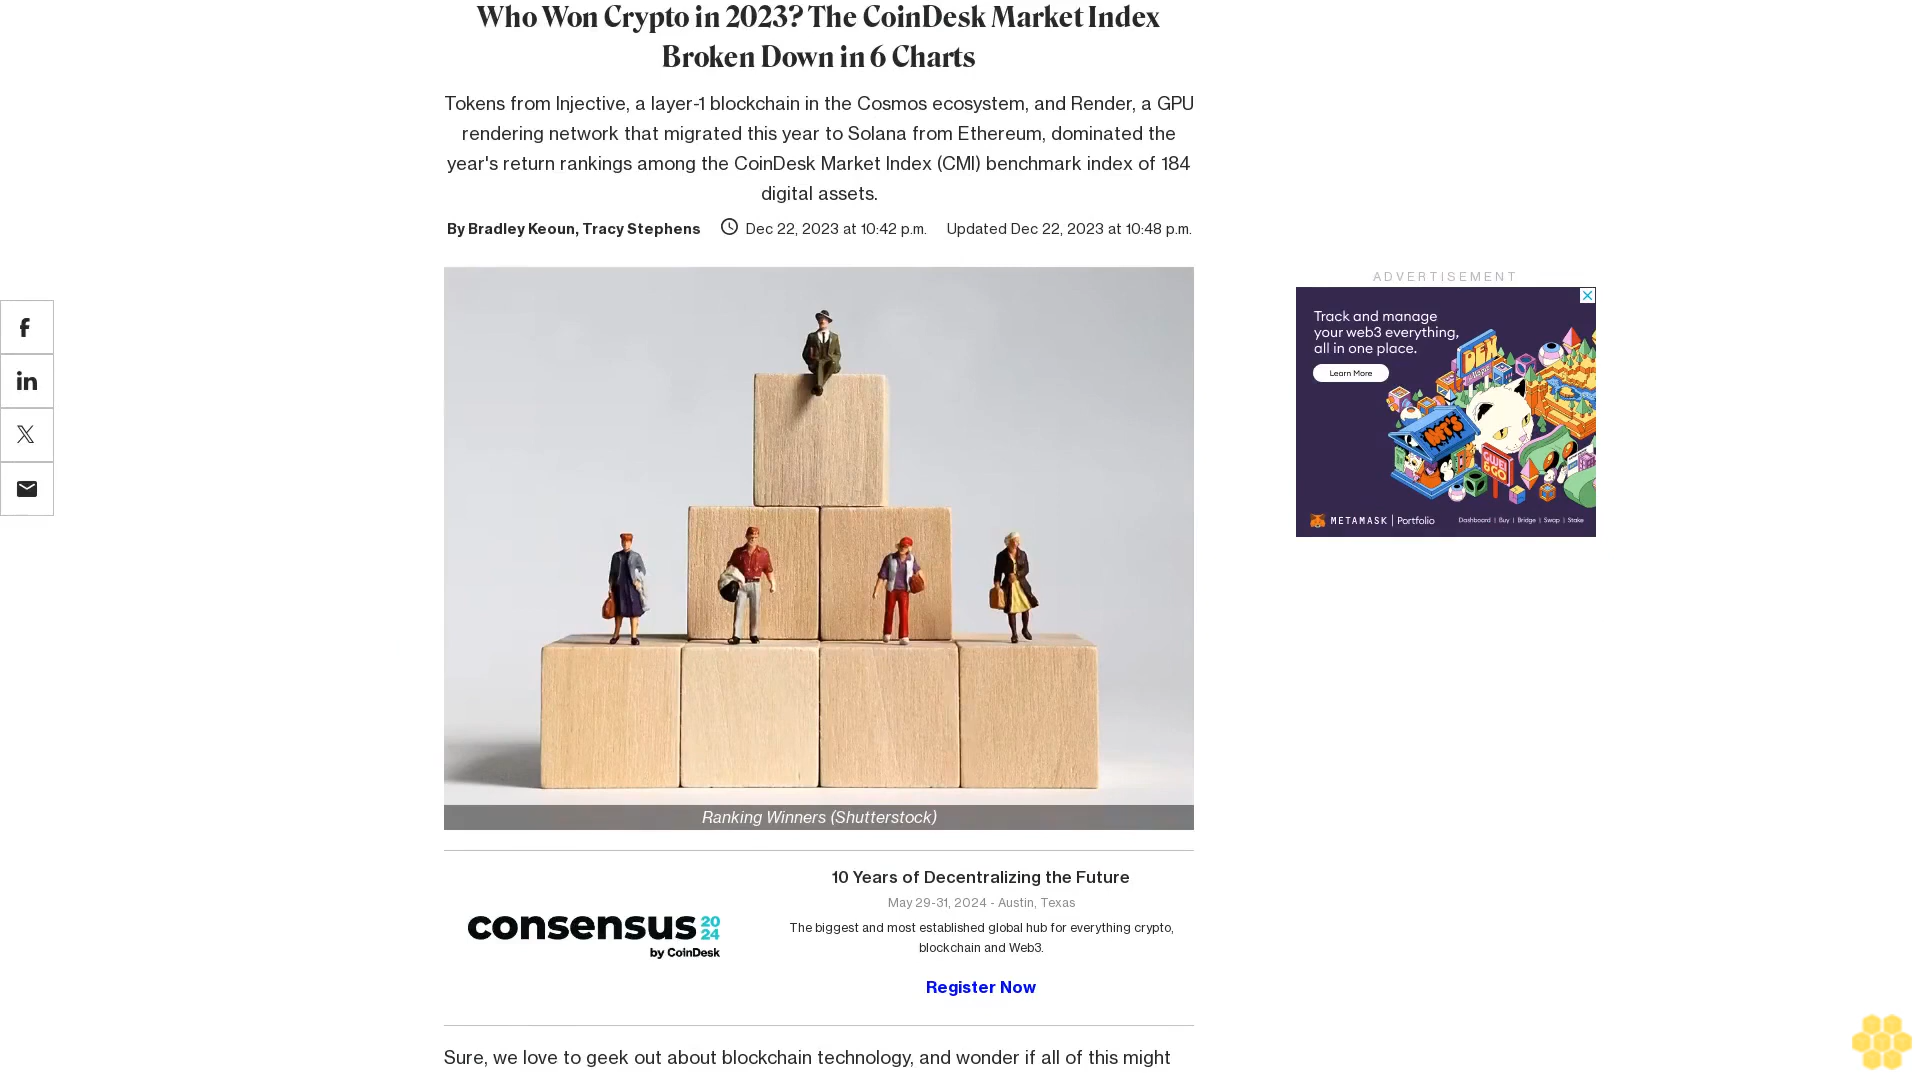 Who Won Crypto in 2023? The CoinDesk Market Index
Broken Down in 6 Charts
Tokens from Injective, a layer-1 blockchain in the Cosmos ecosystem, and Render, a GPU
rendering network that migrated this year to Solana from Ethereum, dominated the
year's return rankings among the CoinDesk Market Index (CMI) benchmark index of 184
digital assets.
By Bradley Keoun, Tracy Stephens Dec 22, 2023 at 10:42 p.m. Updated Dec 22, 2023 at 10:48 p.m.
ADVERTISEMENT
Track and manage
your web3 everything,
all in one place.
Learn More
DEX
NFT'S
GWEI
6 GO
METAMASK | Portfolio
Dashboard | Buy | Bridge | Swap | Stake
Ranking Winners (Shutterstock)
consensus 2024
by CoinDesk
10 Years of Decentralizing the Future
May 29-31, 2024 - Austin, Texas
The biggest and most established global hub for everything crypto,
blockchain and Web3.
Register Now
Sure, we love to geek out about blockchain technology, and wonder if all of this might